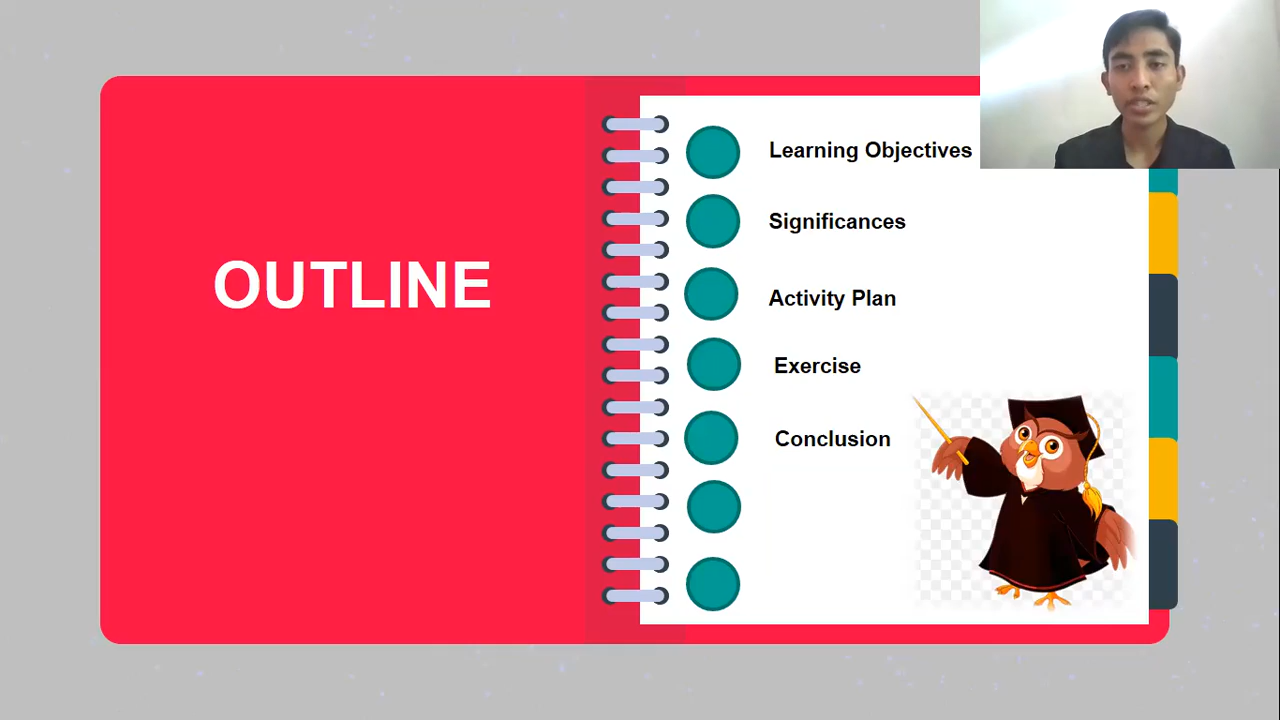 OUTLINE
Learning Objectives
Significances
Activity Plan
Exercise
Conclusion